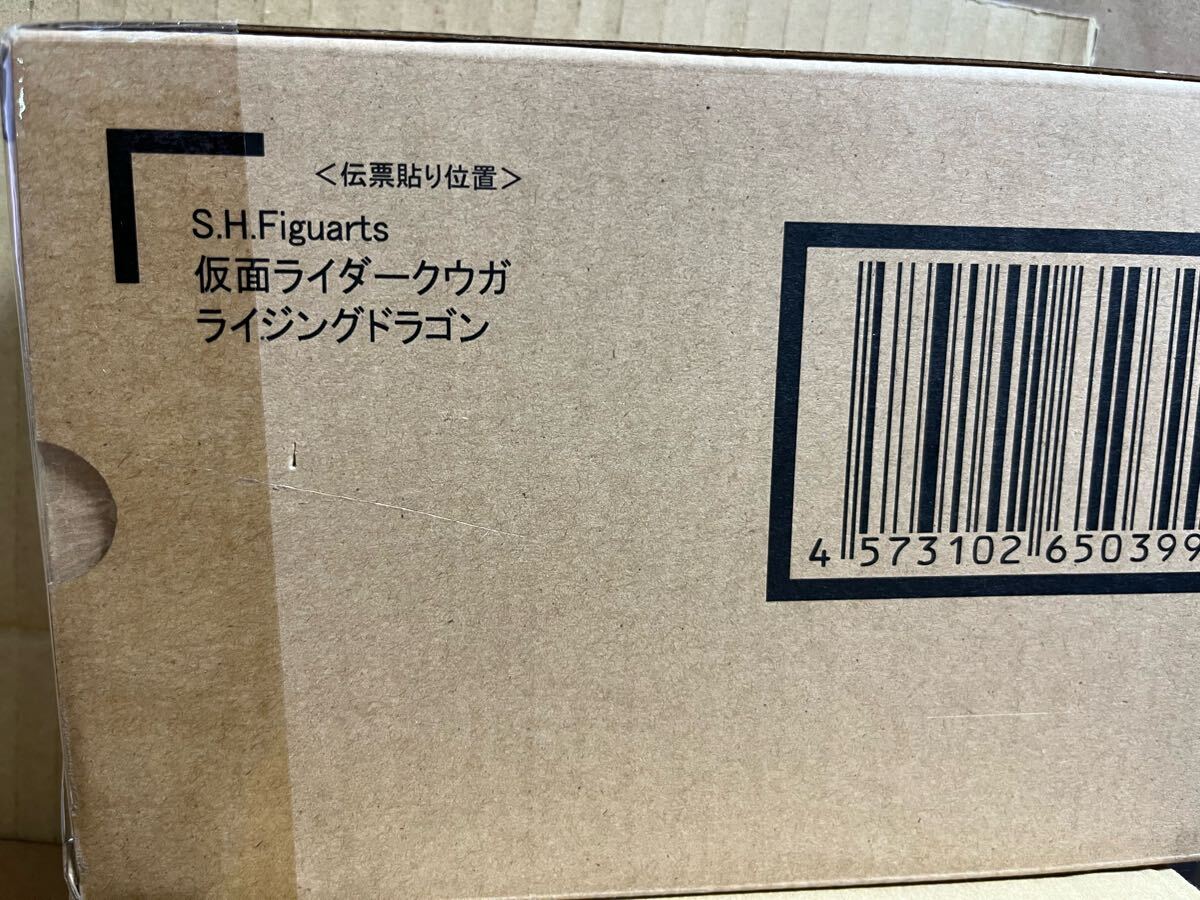 ＜伝票貼り位置＞
S.H.Figuarts
仮面ライダークウガ
ライジングドラゴン
4 573102 650399